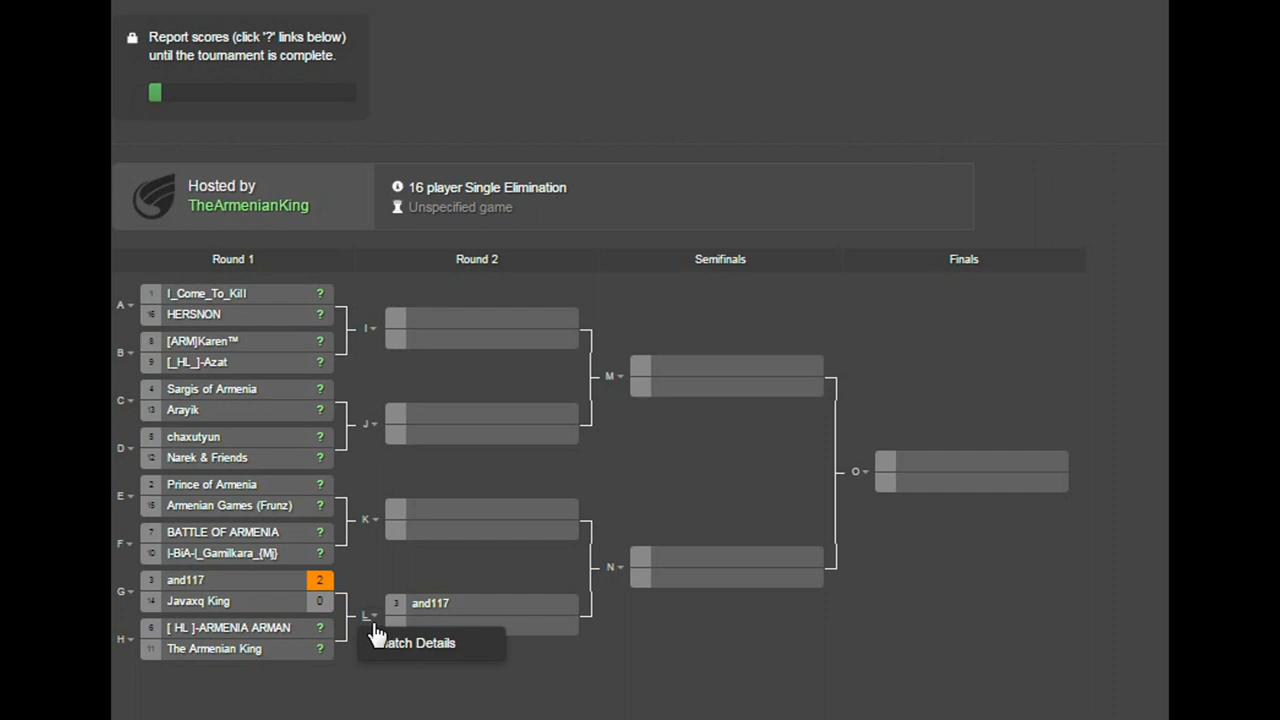 Report scores (click '?' links below)
until the tournament is complete.
Hosted by
TheArmenianKing
16 player Single Elimination
Unspecified game
Round 1 Round 2 Semifinals Finals
A
1 I_Come_To_Kill ?
16 HERSNON ?
B
8 [ARM]Karen™ ?
9 [_HL_]-Azat ?
C
4 Sargis of Armenia ?
13 Arayik ?
D
5 chaxutyun ?
12 Narek & Friends ?
E
2 Prince of Armenia ?
15 Armenian Games (Frunz) ?
F
7 BATTLE OF ARMENIA ?
10 |-BiA-|_Gamilkara_{Mj} ?
G
3 and117 2
14 Javaxq King 0
H
6 [ HL ]-ARMENIA ARMAN ?
11 The Armenian King ?
I
J
K
L
3 and117
atch Details
M
N
O